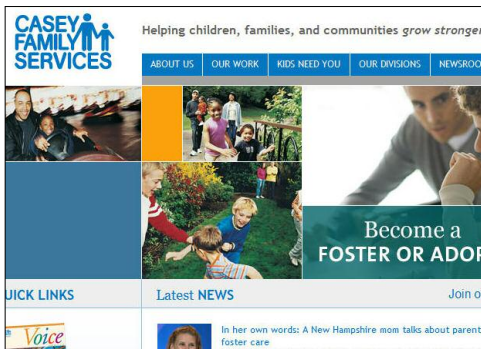 CASEY
FAMILY
SERVICES
Helping children, families, and communities grow stronger
ABOUT US OUR WORK KIDS NEED YOU OUR DIVISIONS NEWSROO
Become a
FOSTER OR ADOP
UICK LINKS
Latest NEWS
Join o
Voice
In her own words: A New Hampshire mom talks about parent
foster care